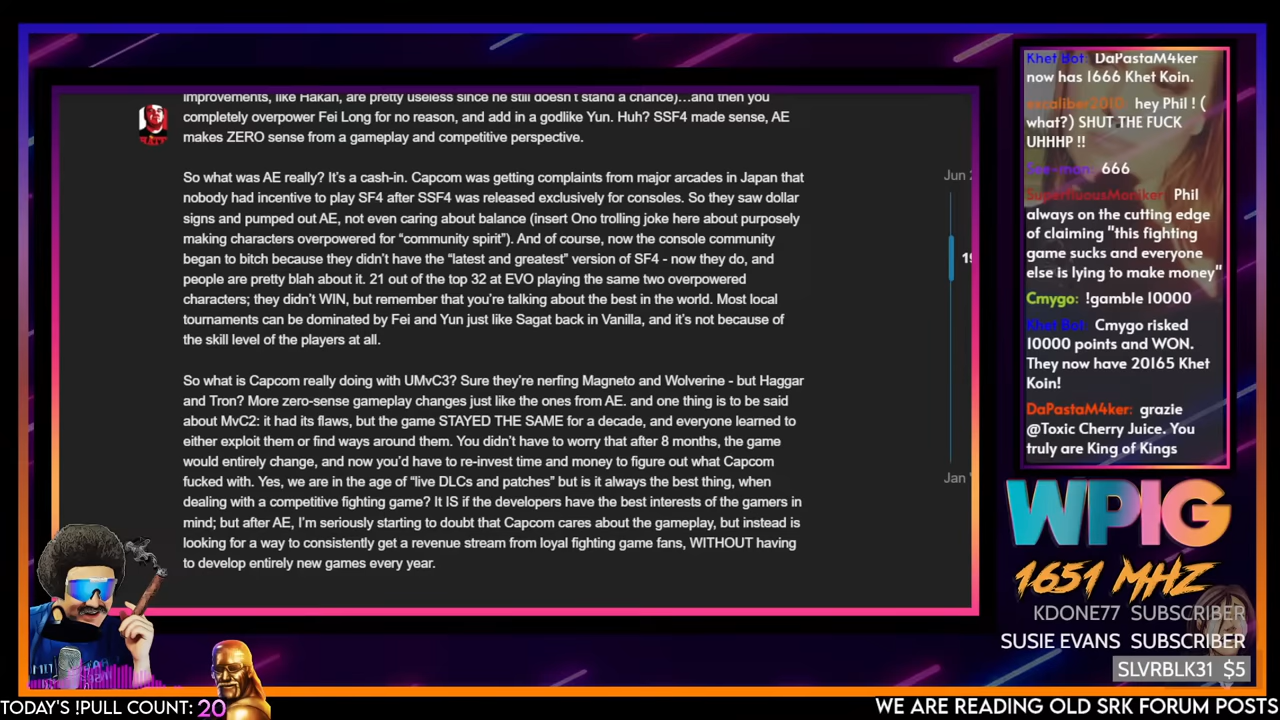 improvements, like Hakan, are pretty useless since he still doesn't stand a chance)…and then you
completely overpower Fei Long for no reason, and add in a godlike Yun. Huh? SSF4 made sense, AE
makes ZERO sense from a gameplay and competitive perspective.
So what was AE really? It's a cash-in. Capcom was getting complaints from major arcades in Japan that
nobody had incentive to play SF4 after SSF4 was released exclusively for consoles. So they saw dollar
signs and pumped out AE, not even caring about balance (insert Ono trolling joke here about purposely
making characters overpowered for "community spirit"). And of course, now the console community
began to bitch because they didn't have the "latest and greatest" version of SF4 - now they do, and
people are pretty blah about it. 21 out of the top 32 at EVO playing the same two overpowered
characters; they didn't WIN, but remember that you're talking about the best in the world. Most local
tournaments can be dominated by Fei and Yun just like Sagat back in Vanilla, and it's not because of
the skill level of the players at all.
So what is Capcom really doing with UMvC3? Sure they're nerfing Magneto and Wolverine - but Haggar
and Tron? More zero-sense gameplay changes just like the ones from AE. and one thing is to be said
about MvC2: it had its flaws, but the game STAYED THE SAME for a decade, and everyone learned to
either exploit them or find ways around them. You didn't have to worry that after 8 months, the game
would entirely change, and now you'd have to re-invest time and money to figure out what Capcom
fucked with. Yes, we are in the age of "live DLCs and patches" but is it always the best thing, when
dealing with a competitive fighting game? It IS if the developers have the best interests of the gamers in
mind; but after AE, I'm seriously starting to doubt that Capcom cares about the gameplay, but instead is
looking for a way to consistently get a revenue stream from loyal fighting game fans, WITHOUT having
to develop entirely new games every year.
Jun
Jan
Khet Bot: DaPastaM4ker
now has 1666 Khet Koin.
excaliber2010: hey Phil ! (
what?) SHUT THE FUCK
UHHHP !!
666
SuperfluousMoniker: Phil
always on the cutting edge
of claiming "this fighting
game sucks and everyone
else is lying to make money"
Cmygo: !gamble 10000
Khet Bot: Cmygo risked
10000 points and WON.
They now have 20165 Khet
Koin!
DaPastaM4ker: grazie
@Toxic Cherry Juice. You
truly are King of Kings
WPIG
1651 MHZ
KDONE77 SUBSCRIBER
SUSIE EVANS SUBSCRIBER
SLVRBLK31 $5
TODAY'S !PULL COUNT: 20
WE ARE READING OLD SRK FORUM POSTS